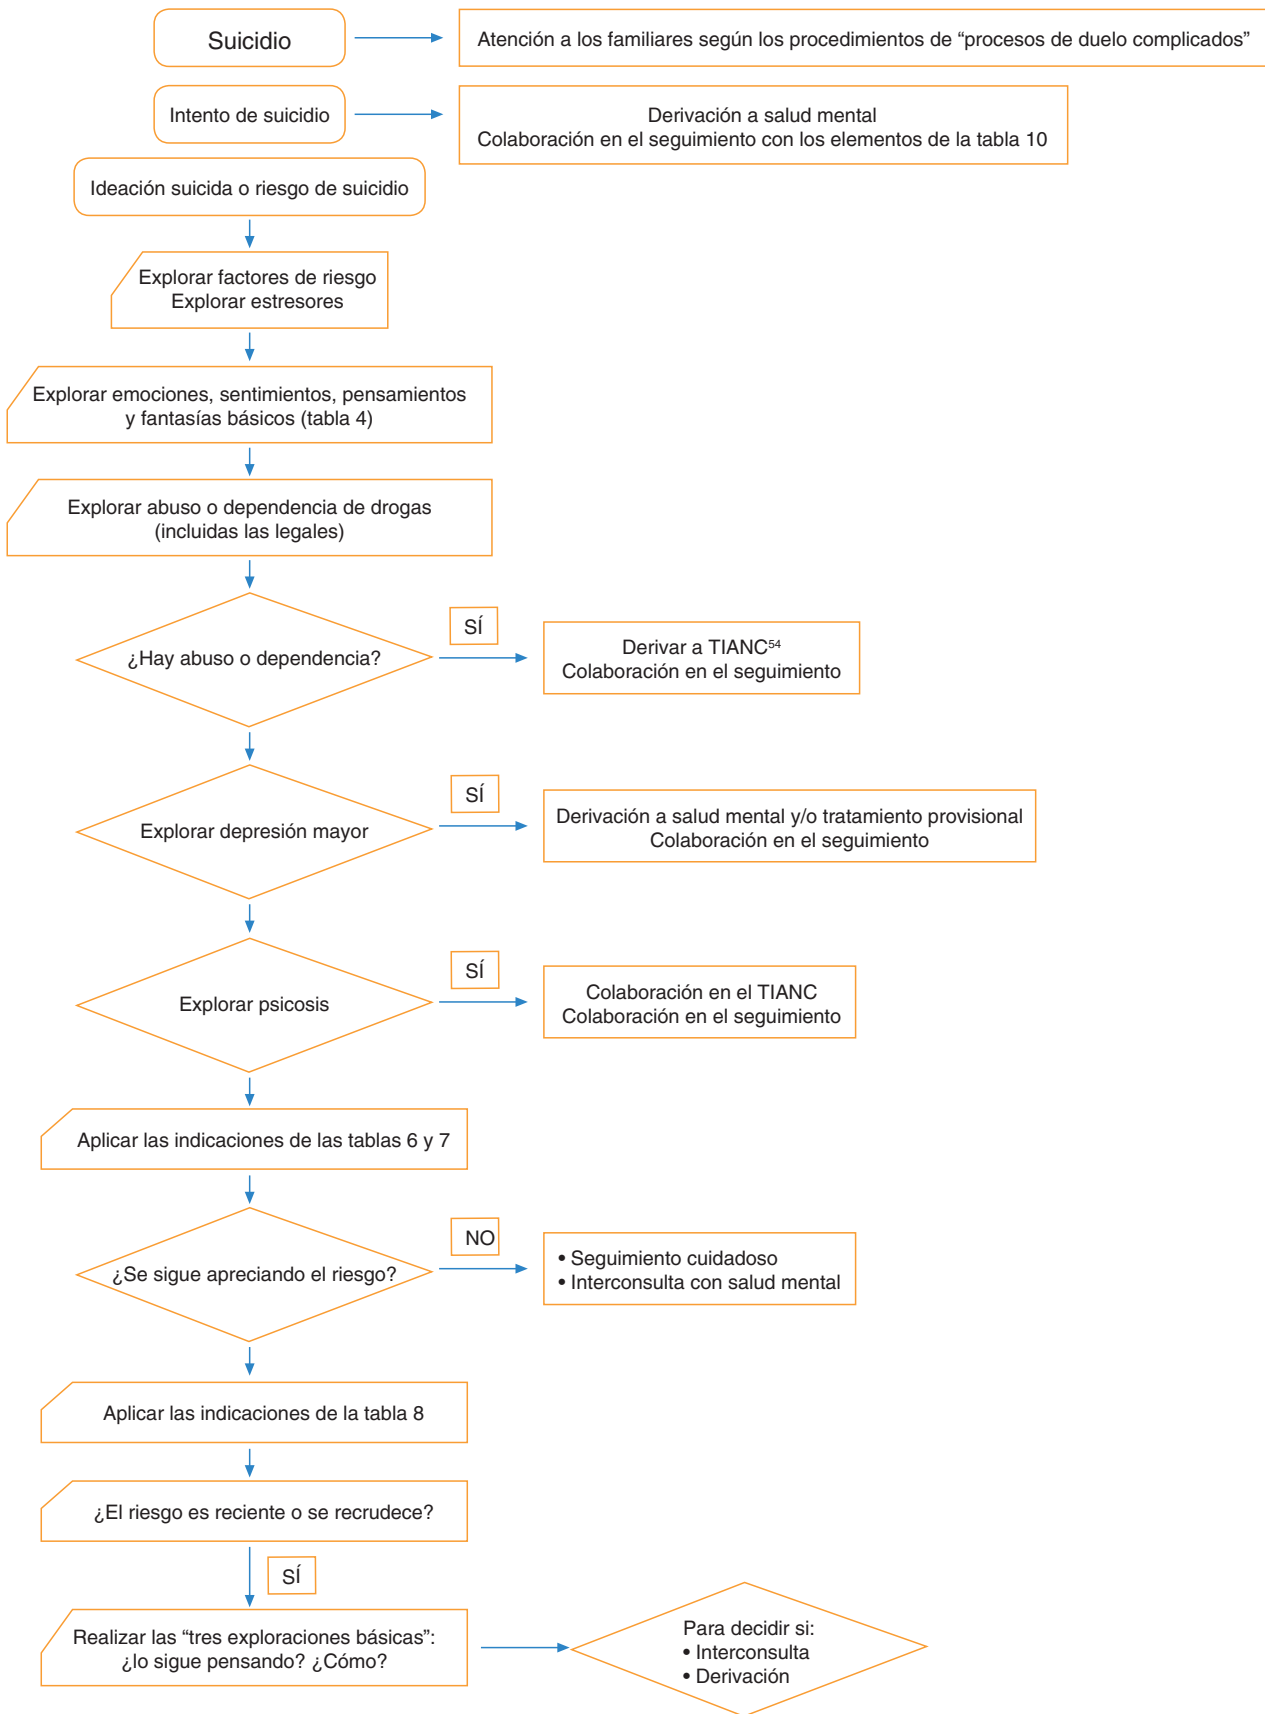 Suicidio
Atención a los familiares según los procedimientos de “procesos de duelo complicados”
Intento de suicidio
Derivación a salud mental
Colaboración en el seguimiento con los elementos de la tabla 10
Ideación suicida o riesgo de suicidio
Explorar factores de riesgo
Explorar estresores
Explorar emociones, sentimientos, pensamientos
y fantasías básicos (tabla 4)
Explorar abuso o dependencia de drogas
(incluidas las legales)
¿Hay abuso o dependencia?
SÍ
Derivar a TIANC⁵⁴
Colaboración en el seguimiento
Explorar depresión mayor
SÍ
Derivación a salud mental y/o tratamiento provisional
Colaboración en el seguimiento
Explorar psicosis
SÍ
Colaboración en el TIANC
Colaboración en el seguimiento
Aplicar las indicaciones de las tablas 6 y 7
¿Se sigue apreciando el riesgo?
NO
• Seguimiento cuidadoso
• Interconsulta con salud mental
Aplicar las indicaciones de la tabla 8
¿El riesgo es reciente o se recrudece?
SÍ
Realizar las “tres exploraciones básicas”:
¿lo sigue pensando? ¿Cómo?
Para decidir si:
• Interconsulta
• Derivación